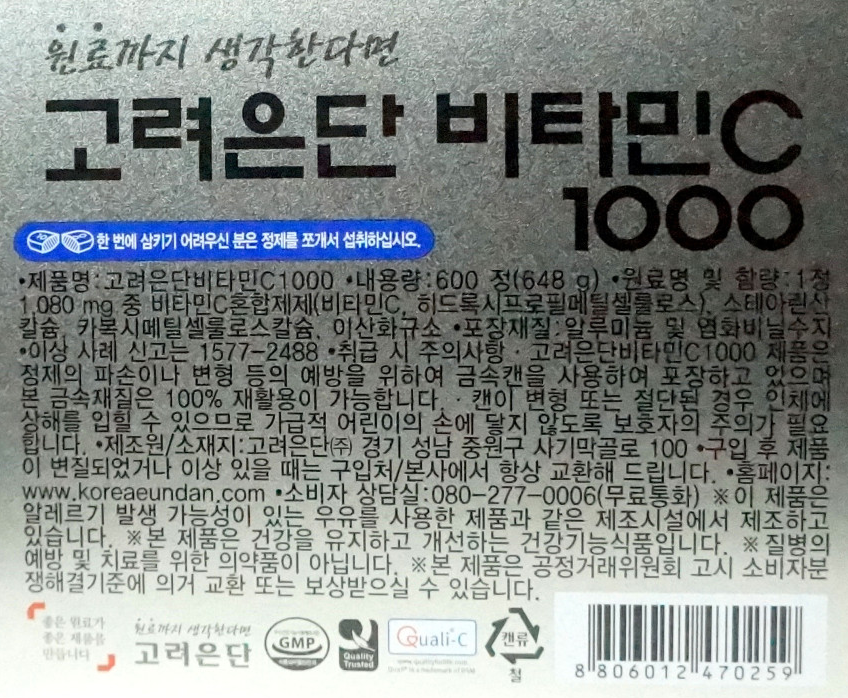 원료까지 생각한다면
고려은단 비타민C
1000
한 번에 삼키기 어려우신 분은 정제를 쪼개서 섭취하십시오.
•제품명:고려은단비타민C1000 •내용량:600 정(648 g) •원료명 및 함량:1정
1,080 mg 중 비타민C혼합제제(비타민C, 히드록시프로필메틸셀룰로스), 스테아린산
칼슘, 카복시메틸셀룰로스칼슘, 이산화규소 •포장재질:알루미늄 및 염화비닐수지
•이상 사례 신고는 1577-2488 •취급 시 주의사항 · 고려은단비타민C1000 제품은
정제의 파손이나 변형 등의 예방을 위하여 금속캔을 사용하여 포장하고 있으며
본 금속재질은 100% 재활용이 가능합니다. · 캔이 변형 또는 절단된 경우 인체에
상해를 입힐 수 있으므로 가급적 어린이의 손에 닿지 않도록 보호자의 주의가 필요
합니다. •제조원/소재지:고려은단㈜ 경기 성남 중원구 사기막골로 100 •구입 후 제품
이 변질되었거나 이상 있을 때는 구입처/본사에서 항상 교환해 드립니다. •홈페이지:
www.koreaeundan.com •소비자 상담실:080-277-0006(무료통화) ※이 제품은
알레르기 발생 가능성이 있는 우유를 사용한 제품과 같은 제조시설에서 제조하고
있습니다. ※본 제품은 건강을 유지하고 개선하는 건강기능식품입니다. ※질병의
예방 및 치료를 위한 의약품이 아닙니다. ※본 제품은 공정거래위원회 고시 소비자분
쟁해결기준에 의거 교환 또는 보상받으실 수 있습니다.
좋은 원료가
좋은 제품을
만듭니다
원료까지 생각한다면
고려은단
GMP
Quality
Trusted
Quali-C
캔류
철
8 806012 470259